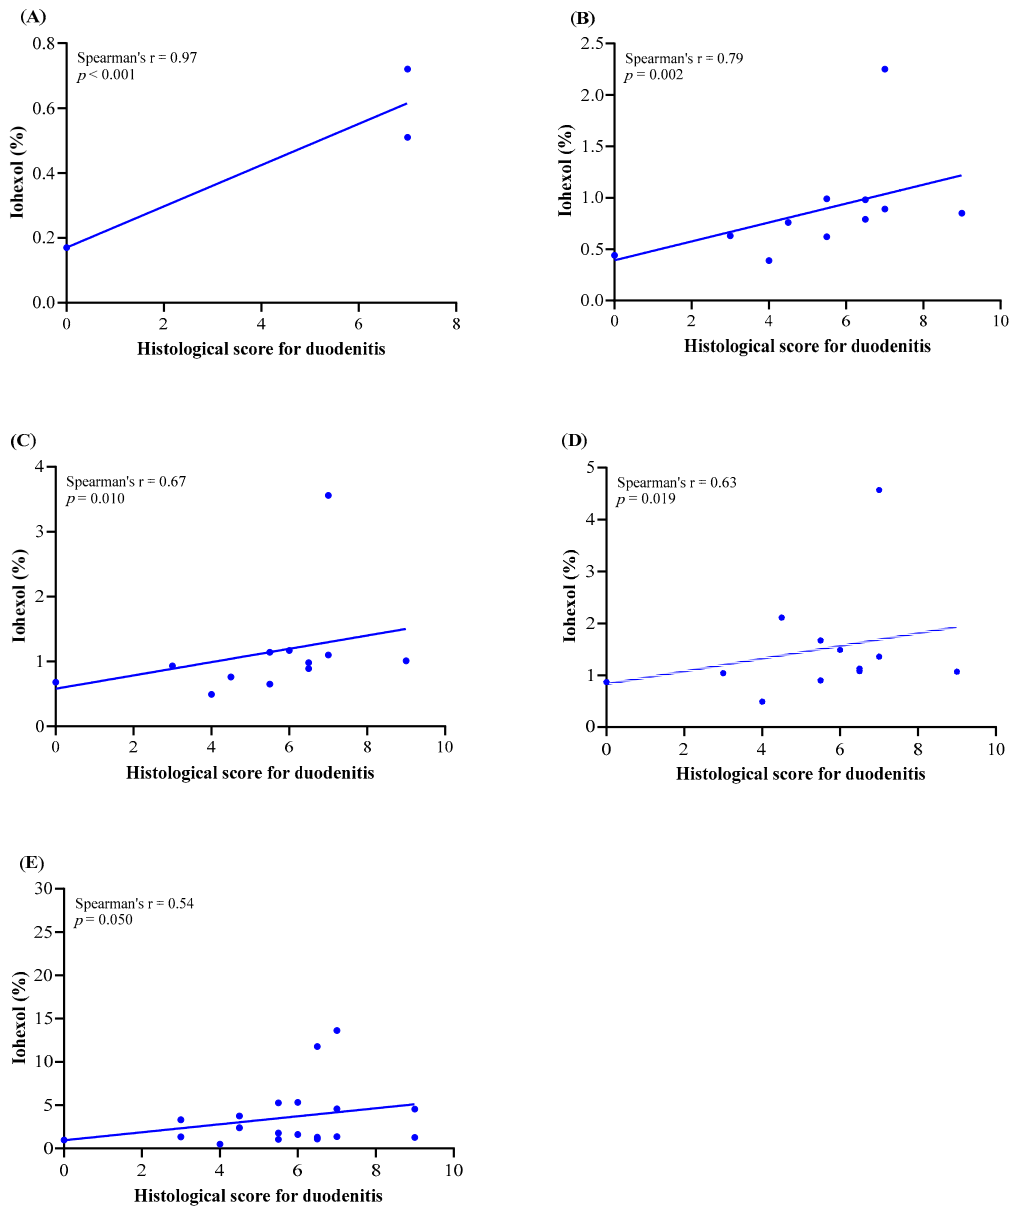 (A)
Spearman's r = 0.97
p < 0.001
0.8
0.6
0.4
0.2
0.0
Iohexol (%)
0 2 4 6 8
Histological score for duodenitis
(B)
Spearman's r = 0.79
p = 0.002
2.5
2.0
1.5
1.0
0.5
0.0
Iohexol (%)
0 2 4 6 8 10
Histological score for duodenitis
(C)
Spearman's r = 0.67
p = 0.010
4
3
2
1
0
Iohexol (%)
0 2 4 6 8 10
Histological score for duodenitis
(D)
Spearman's r = 0.63
p = 0.019
5
4
3
2
1
0
Iohexol (%)
0 2 4 6 8 10
Histological score for duodenitis
(E)
Spearman's r = 0.54
p = 0.050
30
25
20
15
10
5
0
Iohexol (%)
0 2 4 6 8 10
Histological score for duodenitis